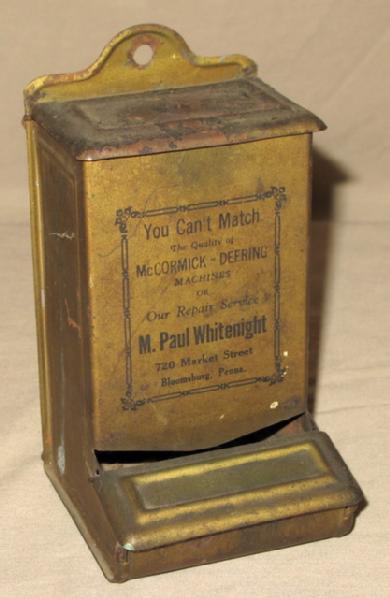 You Can't Match
The Quality of
McCORMICK - DEERING
MACHINES
OR
Our Repair Service
M. Paul Whitenight
720 Market Street
Bloomsburg, Penna.